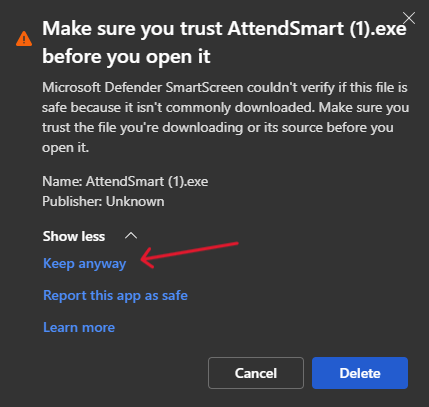 Make sure you trust AttendSmart (1).exe
before you open it
Microsoft Defender SmartScreen couldn't verify if this file is
safe because it isn't commonly downloaded. Make sure you
trust the file you're downloading or its source before you
open it.
Name: AttendSmart (1).exe
Publisher: Unknown
Show less
Keep anyway
Report this app as safe
Learn more
Cancel
Delete